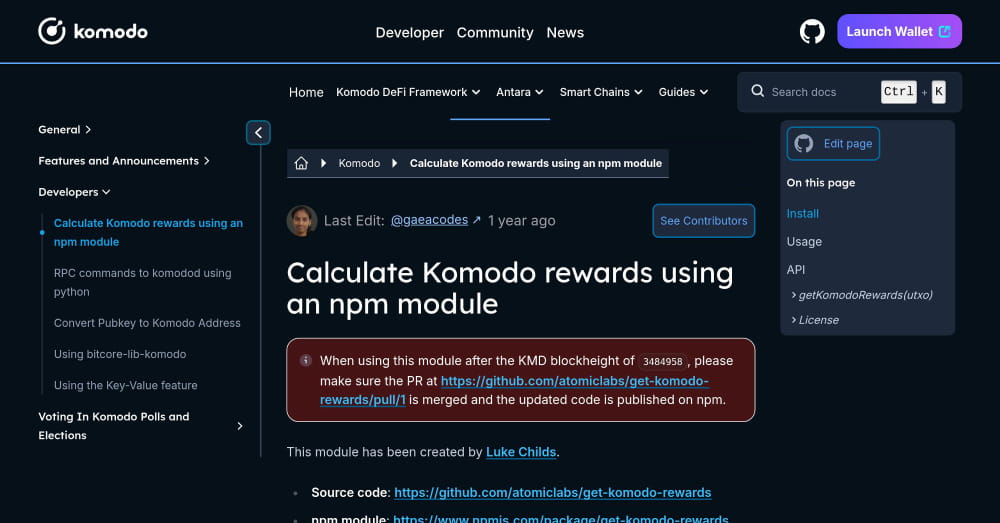 komodo
Developer Community News
Launch Wallet
Home Komodo DeFi Framework Antara Smart Chains Guides
Search docs Ctrl + K
General
Features and Announcements
Developers
Calculate Komodo rewards using an
npm module
RPC commands to komodod using
python
Convert Pubkey to Komodo Address
Using bitcore-lib-komodo
Using the Key-Value feature
Voting In Komodo Polls and
Elections
Komodo Calculate Komodo rewards using an npm module
Last Edit: @gaeacodes ↗ 1 year ago
See Contributors
Calculate Komodo rewards using
an npm module
When using this module after the KMD blockheight of 3484958, please
make sure the PR at https://github.com/atomiclabs/get-komodo-
rewards/pull/1 is merged and the updated code is published on npm.
This module has been created by Luke Childs.
• Source code: https://github.com/atomiclabs/get-komodo-rewards
• npm module: https://www.npmjs.com/package/get-komodo-rewards
Edit page
On this page
Install
Usage
API
getKomodoRewards(utxo)
License